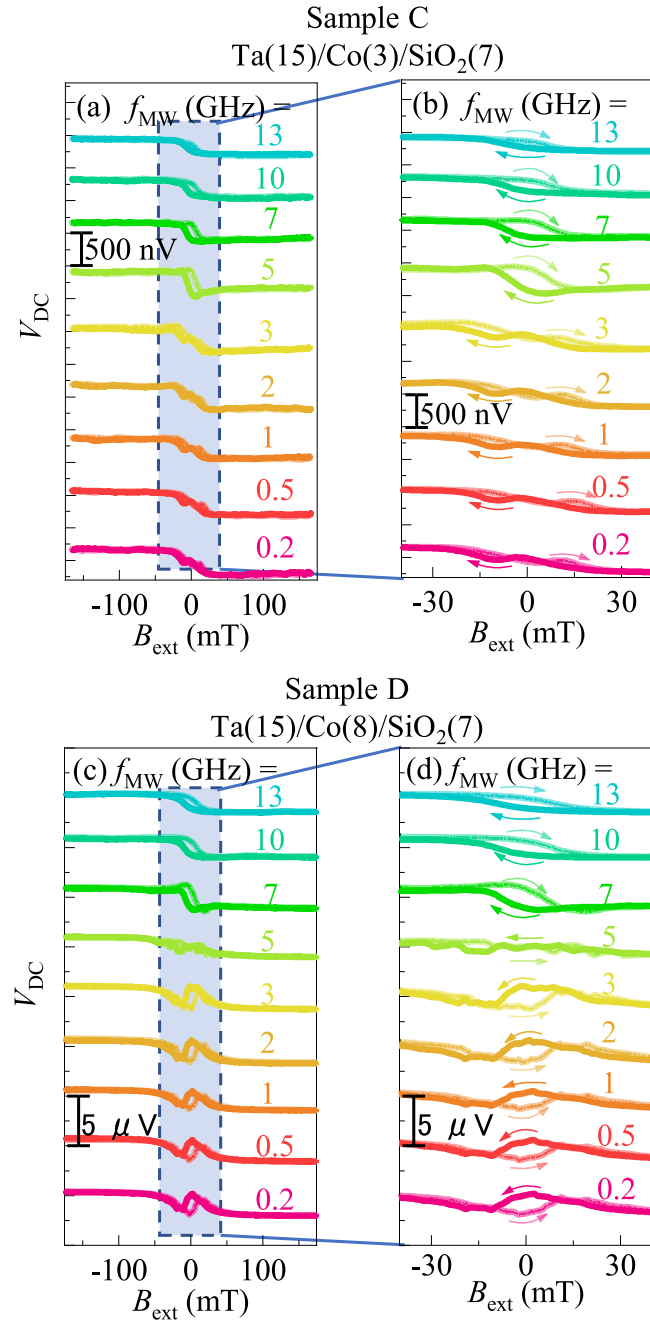 Sample C
Ta(15)/Co(3)/SiO2(7)
(a) fMW (GHz) =
13
10
7
500 nV
5
3
2
1
0.5
0.2
VDC
-100 0 100
Bext (mT)
(b) fMW (GHz) =
13
10
7
5
3
2
500 nV
1
0.5
0.2
-30 0 30
Bext (mT)
Sample D
Ta(15)/Co(8)/SiO2(7)
(c) fMW (GHz) =
13
10
7
5
3
2
1
5 μV
0.5
0.2
VDC
-100 0 100
Bext (mT)
(d) fMW (GHz) =
13
10
7
5
3
2
1
5 μV
0.5
0.2
-30 0 30
Bext (mT)